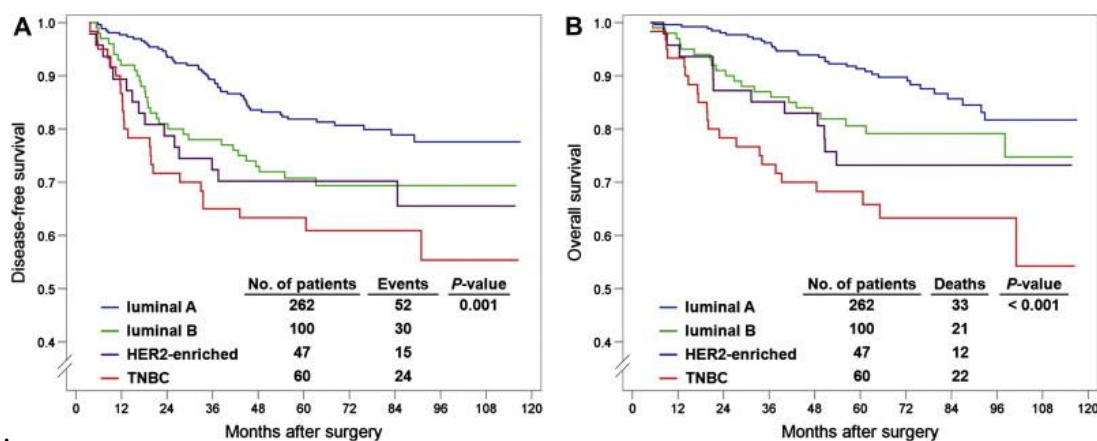 A
Disease-free survival
1.0
0.9
0.8
0.7
0.6
0.5
0.4
No. of patients Events P-value
luminal A 262 52 0.001
luminal B 100 30
HER2-enriched 47 15
TNBC 60 24
0 12 24 36 48 60 72 84 96 108 120
Months after surgery
B
Overall survival
1.0
0.9
0.8
0.7
0.6
0.5
0.4
No. of patients Deaths P-value
luminal A 262 33 < 0.001
luminal B 100 21
HER2-enriched 47 12
TNBC 60 22
0 12 24 36 48 60 72 84 96 108 120
Months after surgery